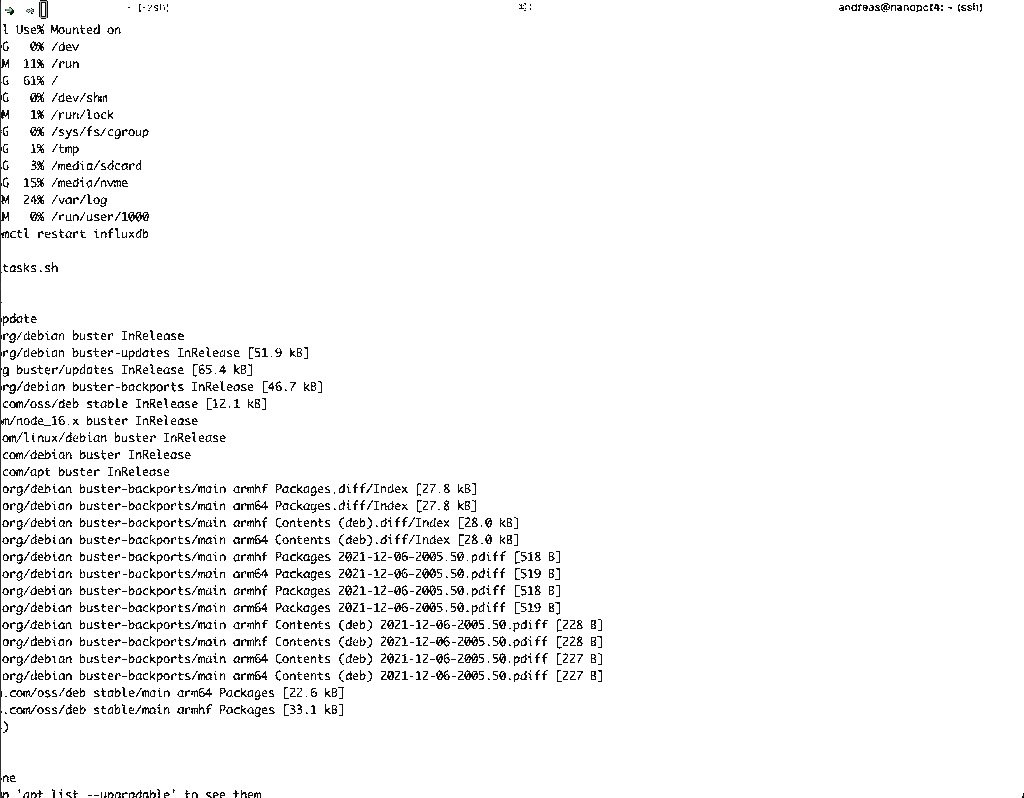 ~ (-zsh) andreas@nanopct4: ~ (ssh)
l Use% Mounted on
G 0% /dev
M 11% /run
G 61% /
G 0% /dev/shm
M 1% /run/lock
G 0% /sys/fs/cgroup
G 1% /tmp
G 3% /media/sdcard
G 15% /media/nvme
M 24% /var/log
M 0% /run/user/1000
mctl restart influxdb
tasks.sh
pdate
rg/debian buster InRelease
rg/debian buster-updates InRelease [51.9 kB]
g buster/updates InRelease [65.4 kB]
rg/debian buster-backports InRelease [46.7 kB]
com/oss/deb stable InRelease [12.1 kB]
m/node_16.x buster InRelease
om/linux/debian buster InRelease
com/debian buster InRelease
com/apt buster InRelease
org/debian buster-backports/main armhf Packages.diff/Index [27.8 kB]
org/debian buster-backports/main arm64 Packages.diff/Index [27.8 kB]
org/debian buster-backports/main armhf Contents (deb).diff/Index [28.0 kB]
org/debian buster-backports/main arm64 Contents (deb).diff/Index [28.0 kB]
org/debian buster-backports/main armhf Packages 2021-12-06-2005.50.pdiff [518 B]
org/debian buster-backports/main arm64 Packages 2021-12-06-2005.50.pdiff [519 B]
org/debian buster-backports/main armhf Packages 2021-12-06-2005.50.pdiff [518 B]
org/debian buster-backports/main arm64 Packages 2021-12-06-2005.50.pdiff [519 B]
org/debian buster-backports/main armhf Contents (deb) 2021-12-06-2005.50.pdiff [228 B]
org/debian buster-backports/main armhf Contents (deb) 2021-12-06-2005.50.pdiff [228 B]
org/debian buster-backports/main arm64 Contents (deb) 2021-12-06-2005.50.pdiff [227 B]
org/debian buster-backports/main arm64 Contents (deb) 2021-12-06-2005.50.pdiff [227 B]
.com/oss/deb stable/main arm64 Packages [22.6 kB]
.com/oss/deb stable/main armhf Packages [33.1 kB]
)
ne
n 'apt list --upgradable' to see them